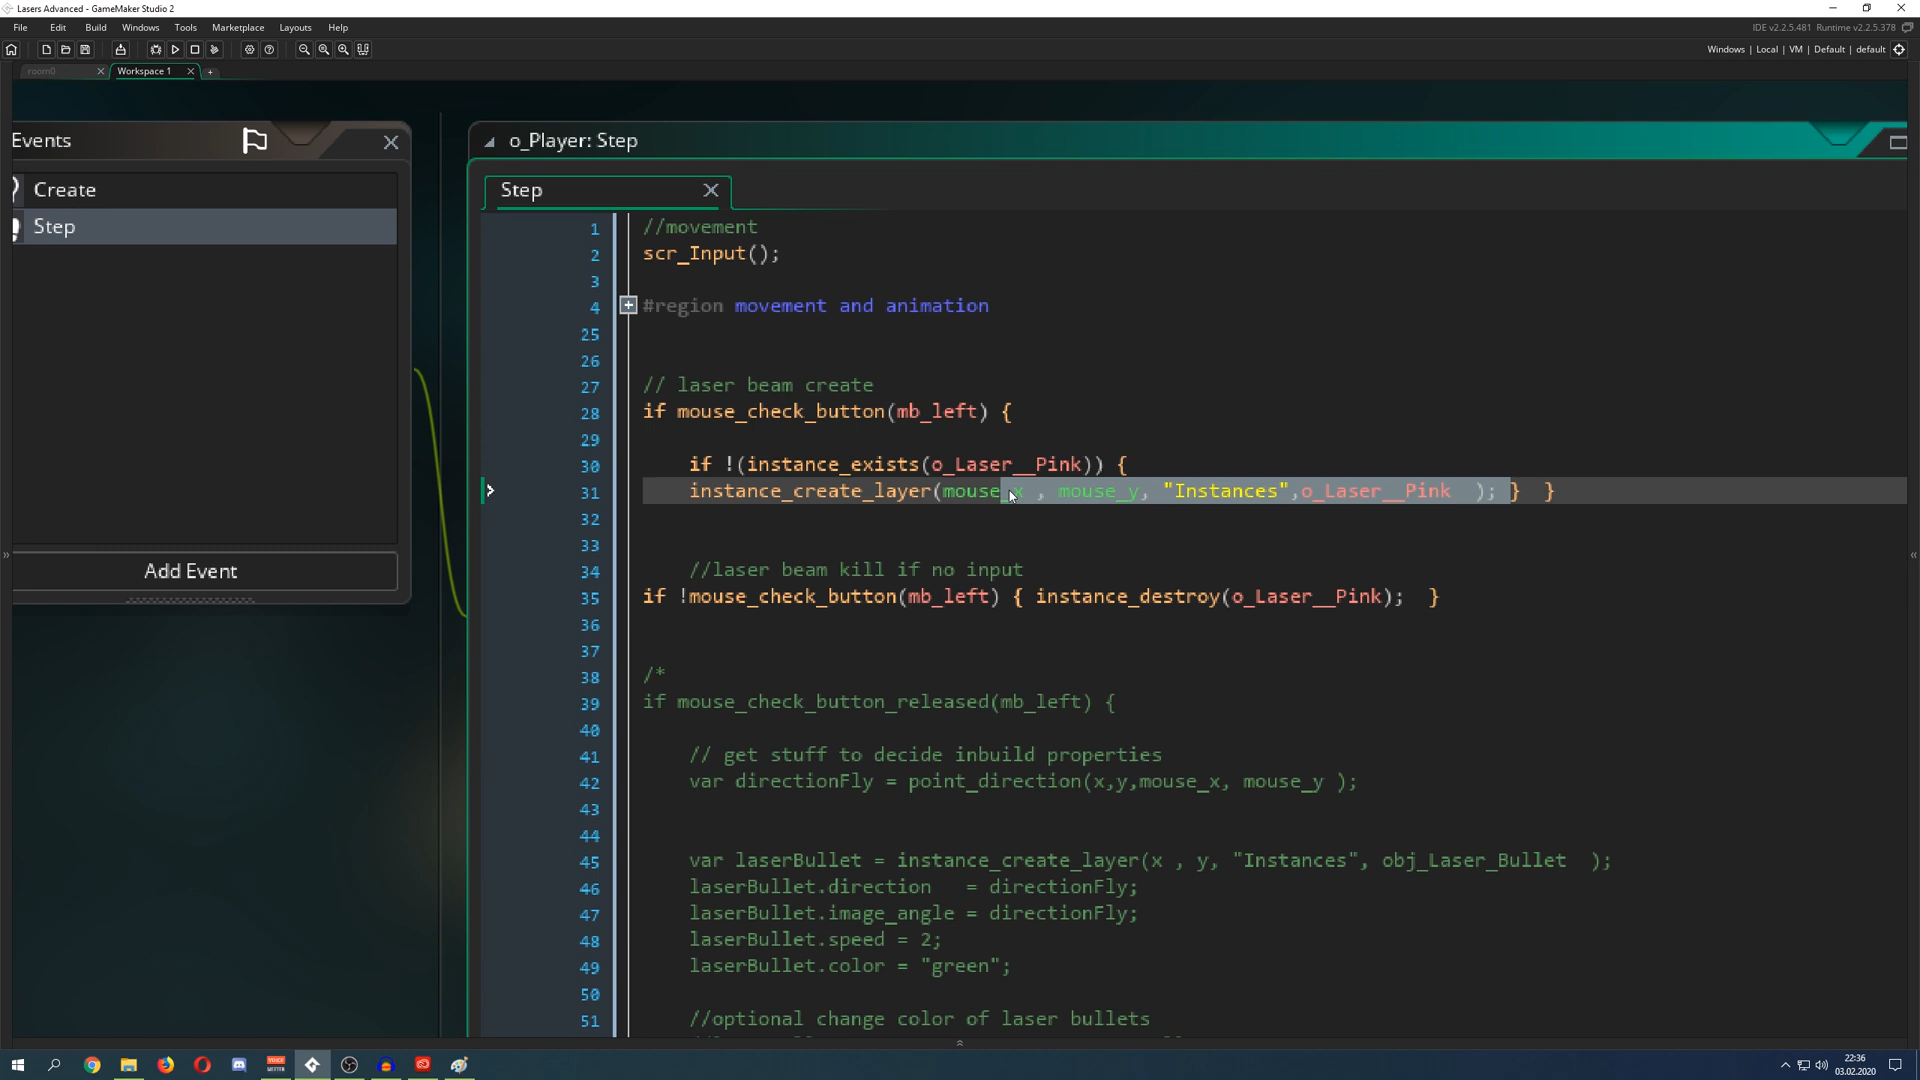 Lasers Advanced - GameMaker Studio 2
File Edit Build Windows Tools Marketplace Layouts Help
IDE v2.2.5.481 Runtime v2.2.5.378
Windows | Local | VM | Default | default
room0
Workspace 1
Events
Create
Step
Add Event
o_Player: Step
Step
1 //movement
2 scr_Input();
3
4 #region movement and animation
25
26
27 // laser beam create
28 if mouse_check_button(mb_left) {
29
30 if !(instance_exists(o_Laser__Pink)) {
31 instance_create_layer(mouse_x , mouse_y, "Instances",o_Laser__Pink ); } }
32
33
34 //laser beam kill if no input
35 if !mouse_check_button(mb_left) { instance_destroy(o_Laser__Pink); }
36
37
38 /*
39 if mouse_check_button_released(mb_left) {
40
41 // get stuff to decide inbuild properties
42 var directionFly = point_direction(x,y,mouse_x, mouse_y );
43
44
45 var laserBullet = instance_create_layer(x , y, "Instances", obj_Laser_Bullet );
46 laserBullet.direction = directionFly;
47 laserBullet.image_angle = directionFly;
48 laserBullet.speed = 2;
49 laserBullet.color = "green";
50
51 //optional change color of laser bullets
22:36
03.02.2020